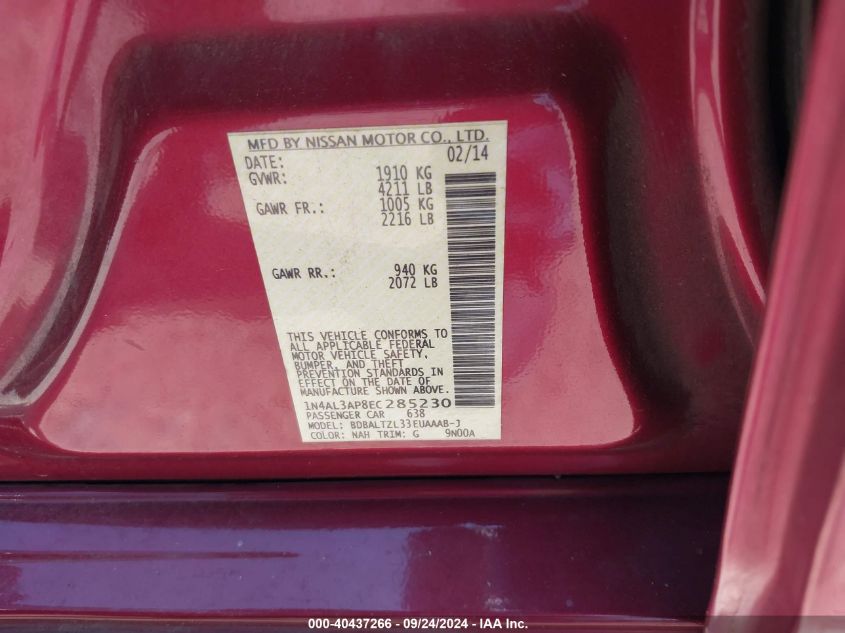 MFD BY NISSAN MOTOR CO., LTD.
DATE: 02/14
GVWR: 1910 KG
4211 LB
GAWR FR.: 1005 KG
2216 LB
GAWR RR.: 940 KG
2072 LB
THIS VEHICLE CONFORMS TO
ALL APPLICABLE FEDERAL
MOTOR VEHICLE SAFETY,
BUMPER, AND THEFT
PREVENTION STANDARDS IN
EFFECT ON THE DATE OF
MANUFACTURE SHOWN ABOVE.
1N4AL3AP8EC285230
PASSENGER CAR 638
MODEL: BDBALTZL33EUAAAB-J
COLOR: NAH TRIM: G 9N00A
000-40437266 - 09/24/2024 - IAA Inc.